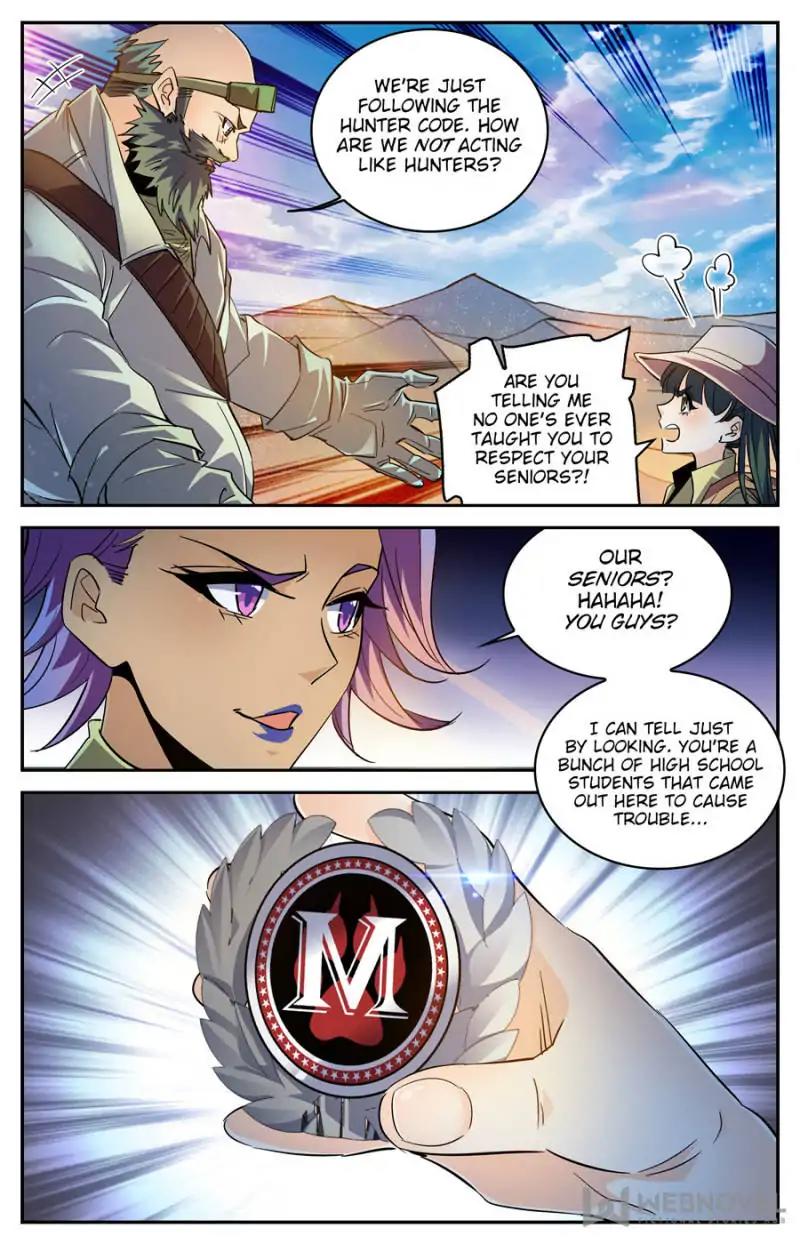 WE'RE JUST
FOLLOWING THE
HUNTER CODE. HOW
ARE WE NOT ACTING
LIKE HUNTERS?
ARE YOU
TELLING ME
NO ONE'S EVER
TAUGHT YOU TO
RESPECT YOUR
SENIORS?!
OUR
SENIORS?
HAHAHA!
YOU GUYS?
I CAN TELL JUST
BY LOOKING. YOU'RE A
BUNCH OF HIGH SCHOOL
STUDENTS THAT CAME
OUT HERE TO CAUSE
TROUBLE...
M
WEBNOVEL